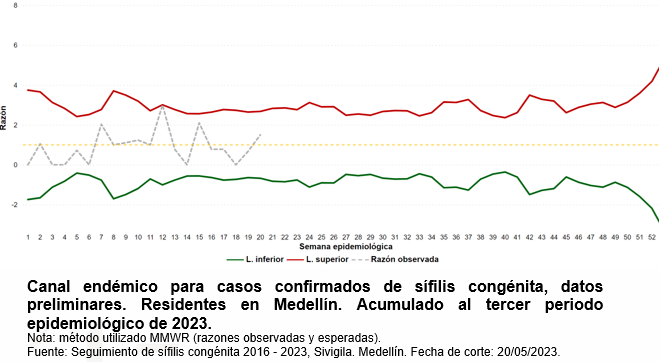 8
6
4
2
0
-2
Razón
1 2 3 4 5 6 7 8 9 10 11 12 13 14 15 16 17 18 19 20 21 22 23 24 25 26 27 28 29 30 31 32 33 34 35 36 37 38 39 40 41 42 43 44 45 46 47 48 49 50 51 52
Semana epidemiológica
L. inferior L. superior Razón observada
Canal endémico para casos confirmados de sífilis congénita, datos
preliminares. Residentes en Medellín. Acumulado al tercer periodo
epidemiológico de 2023.
Nota: método utilizado MMWR (razones observadas y esperadas).
Fuente: Seguimiento de sífilis congénita 2016 - 2023, Sivigila. Medellín. Fecha de corte: 20/05/2023.